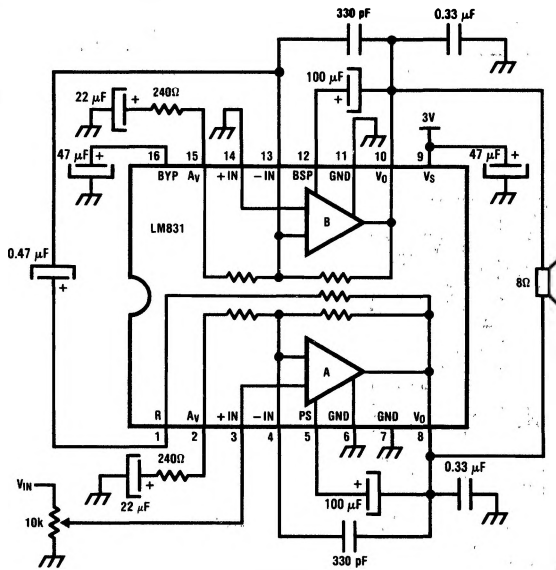 330 pF
0.33 μF
100 μF
+
240Ω
22 μF
+
3V
47 μF
+
47 μF
+
16 15 14 13 12 11 10 9
BYP AV +IN −IN BSP GND VO VS
LM831
B
0.47 μF
+
8Ω
A
R AV +IN −IN PS GND GND VO
1 2 3 4 5 6 7 8
240Ω
+
22 μF
+
100 μF
0.33 μF
VIN
10k
330 pF